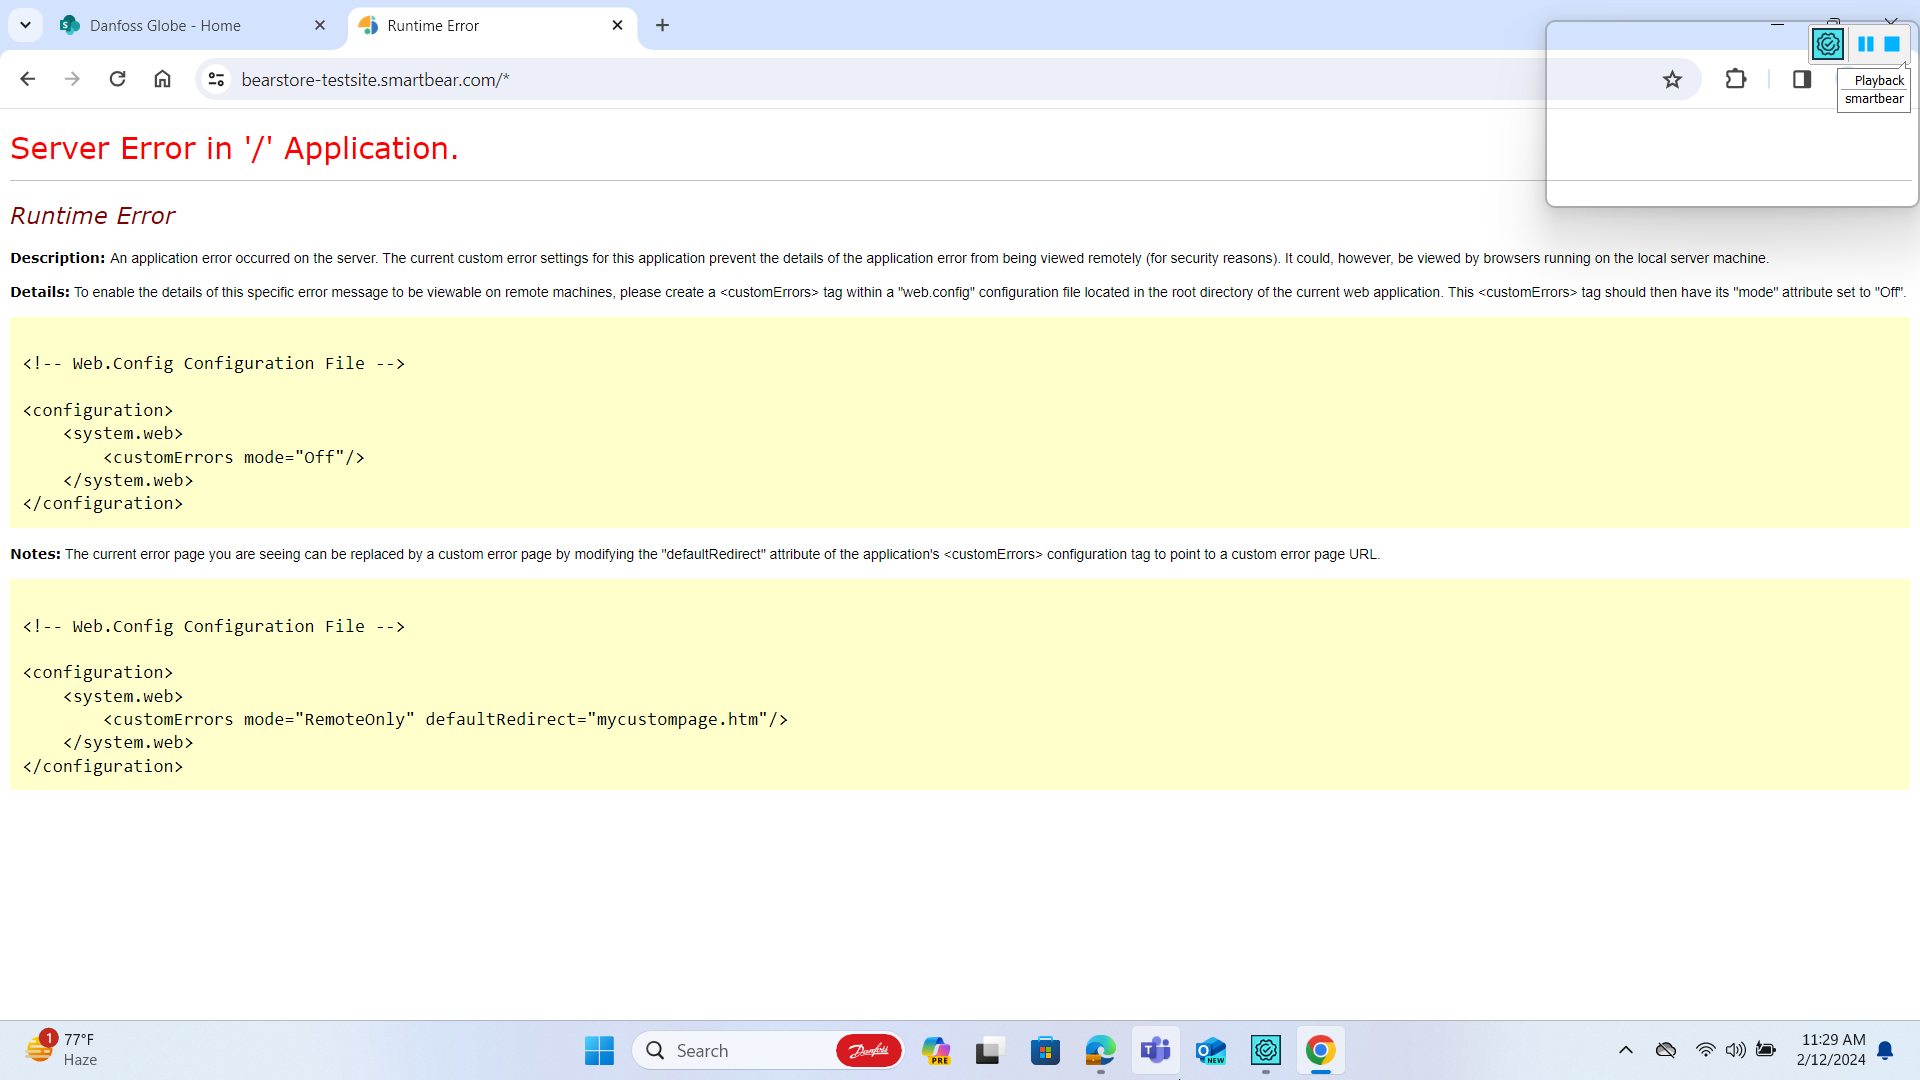 Danfoss Globe - Home
Runtime Error
bearstore-testsite.smartbear.com/*
Playback
smartbear
Server Error in '/' Application.
Runtime Error
Description: An application error occurred on the server. The current custom error settings for this application prevent the details of the application error from being viewed remotely (for security reasons). It could, however, be viewed by browsers running on the local server machine.
Details: To enable the details of this specific error message to be viewable on remote machines, please create a <customErrors> tag within a "web.config" configuration file located in the root directory of the current web application. This <customErrors> tag should then have its "mode" attribute set to "Off".
<!-- Web.Config Configuration File -->
<configuration>
    <system.web>
        <customErrors mode="Off"/>
    </system.web>
</configuration>
Notes: The current error page you are seeing can be replaced by a custom error page by modifying the "defaultRedirect" attribute of the application's <customErrors> configuration tag to point to a custom error page URL.
<!-- Web.Config Configuration File -->
<configuration>
    <system.web>
        <customErrors mode="RemoteOnly" defaultRedirect="mycustompage.htm"/>
    </system.web>
</configuration>
1
77°F
Haze
Search
Danfoss
PRE
NEW
11:29 AM
2/12/2024